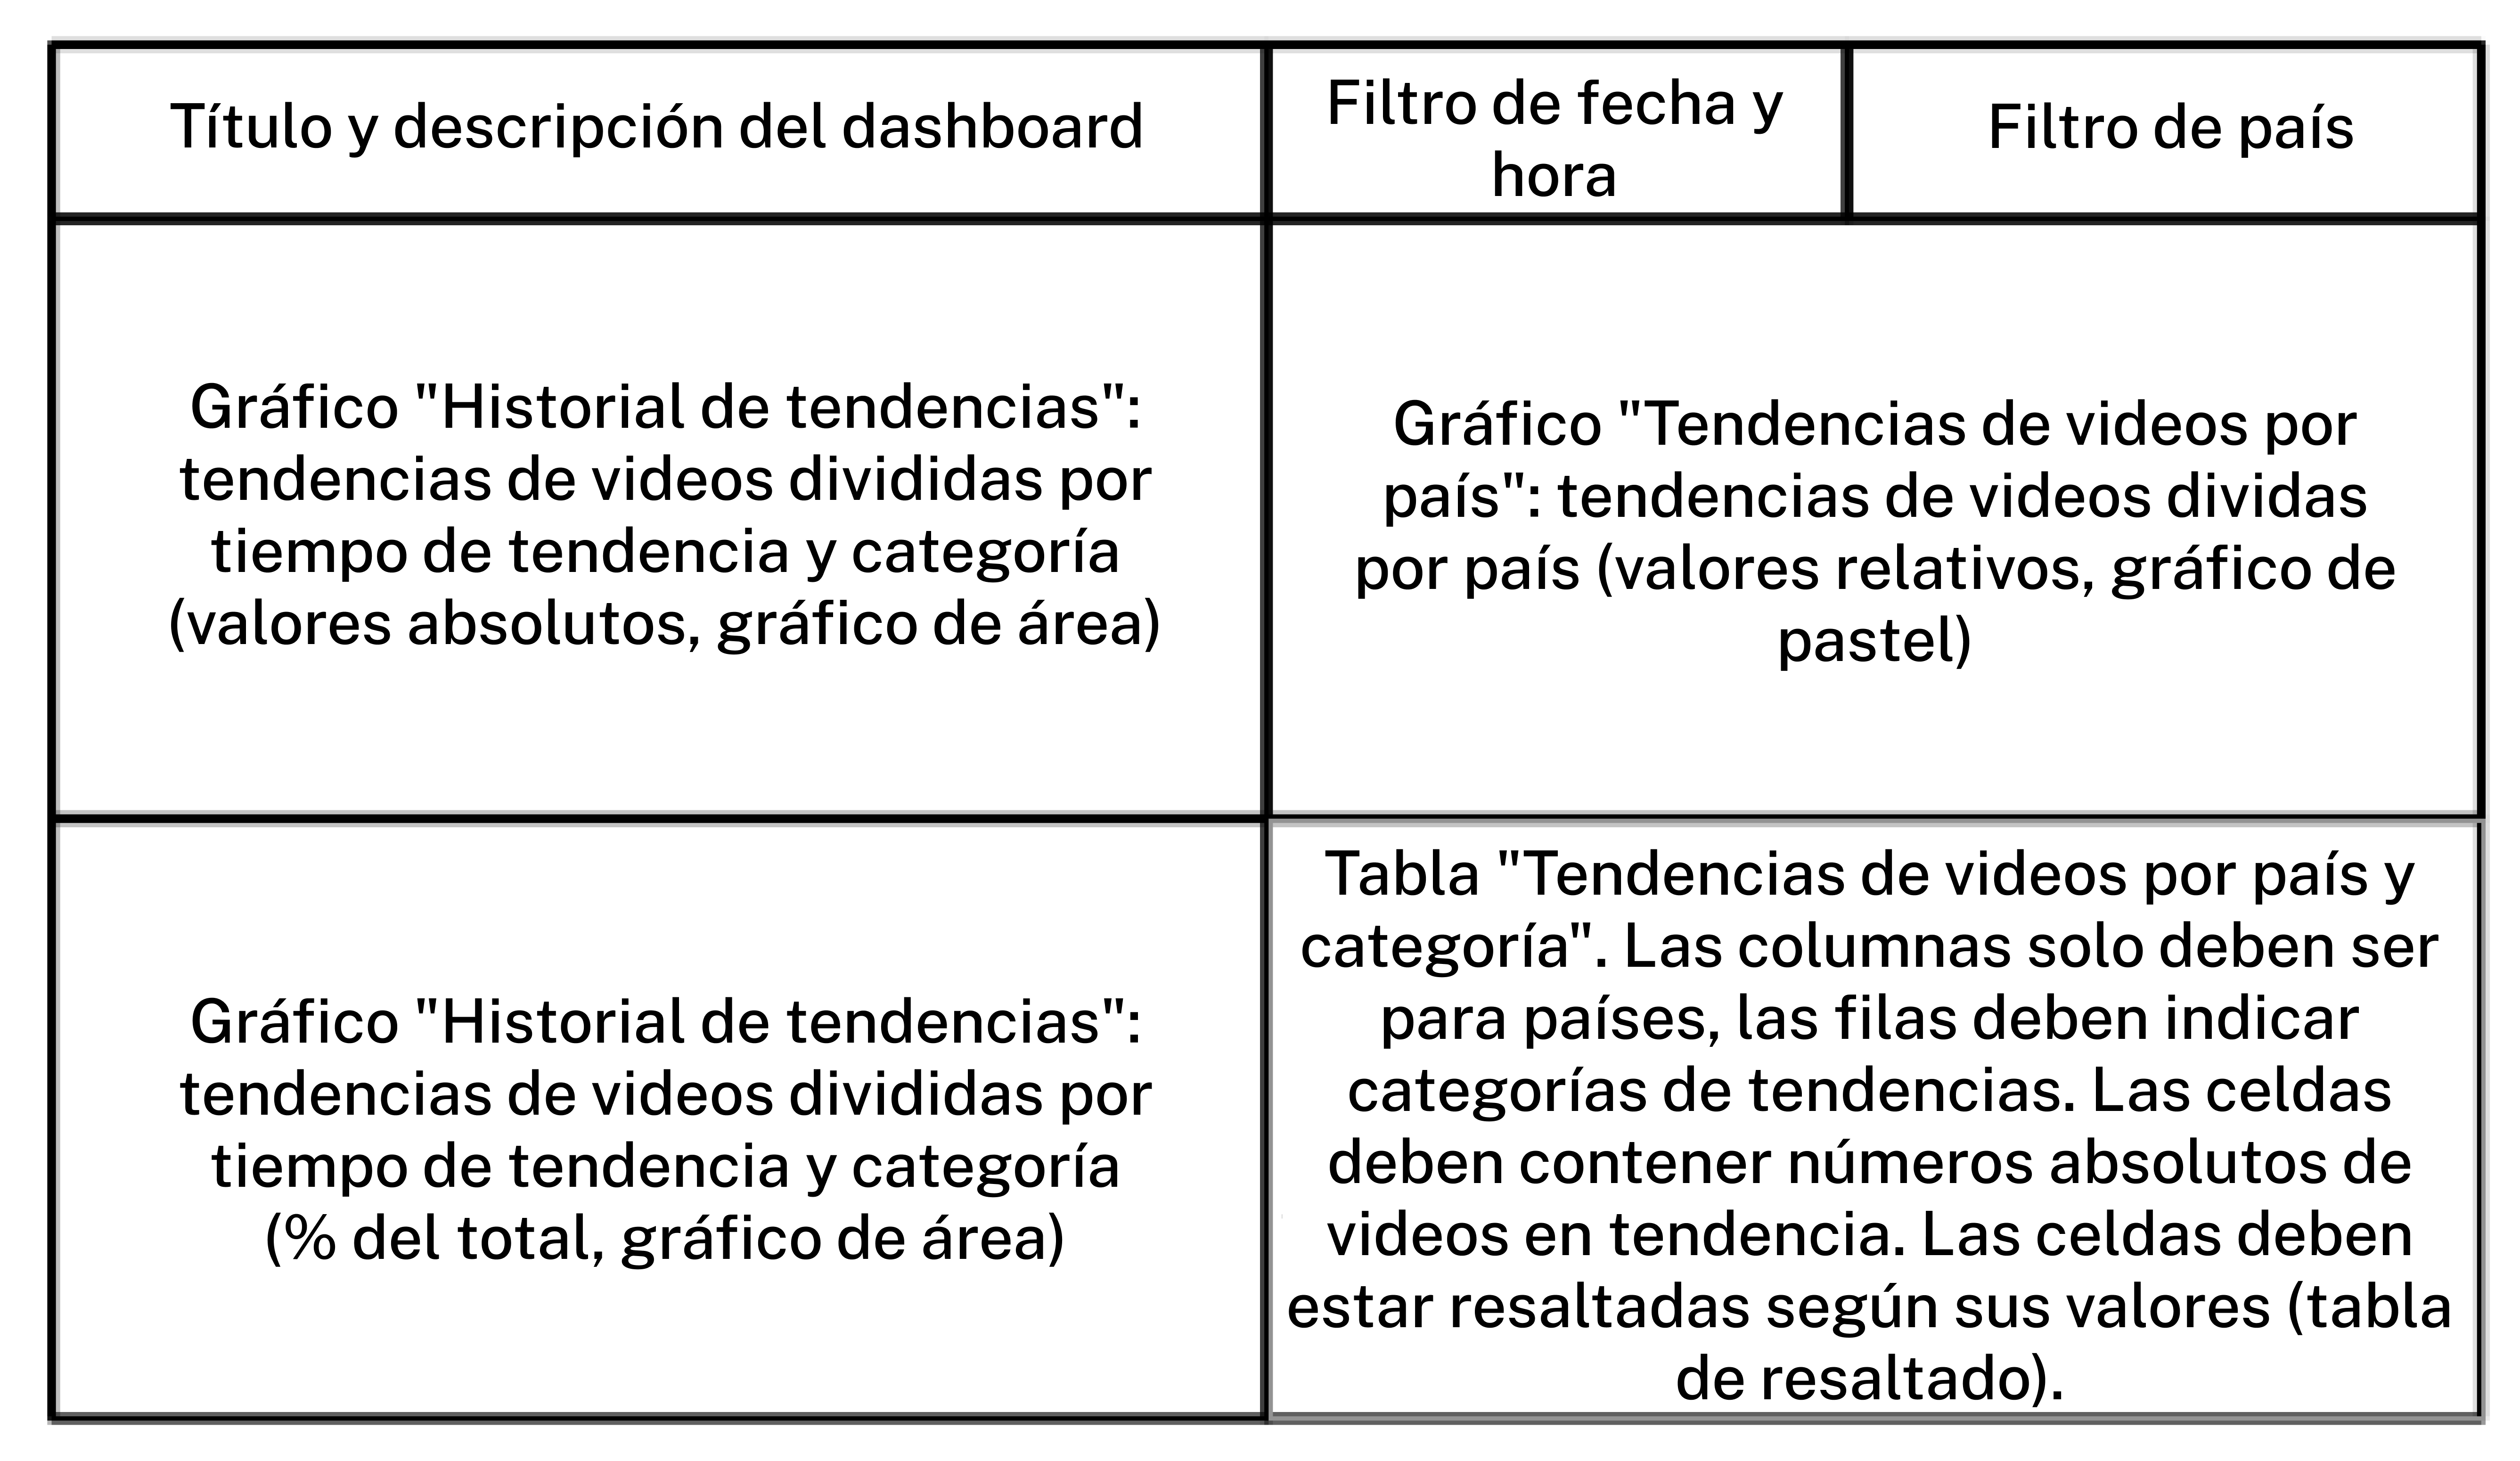 Título y descripción del dashboard
Filtro de fecha y
hora
Filtro de país
Gráfico "Historial de tendencias":
tendencias de videos divididas por
tiempo de tendencia y categoría
(valores absolutos, gráfico de área)
Gráfico "Tendencias de videos por
país": tendencias de videos dividas
por país (valores relativos, gráfico de
pastel)
Gráfico "Historial de tendencias":
tendencias de videos divididas por
tiempo de tendencia y categoría
(% del total, gráfico de área)
Tabla "Tendencias de videos por país y
categoría". Las columnas solo deben ser
para países, las filas deben indicar
categorías de tendencias. Las celdas
deben contener números absolutos de
videos en tendencia. Las celdas deben
estar resaltadas según sus valores (tabla
de resaltado).